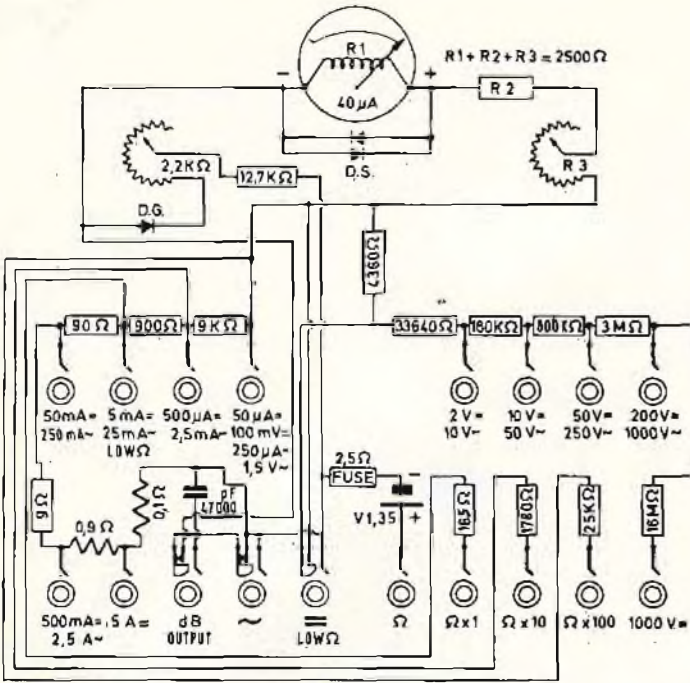 R1
R1+R2+R3=2500Ω
-
+
R2
40µA
2,2KΩ
12,7KΩ
D.S.
R3
D.G.
4360Ω
90Ω
900Ω
9KΩ
33640Ω
160KΩ
800KΩ
3MΩ
50mA=
250mA~
5mA=
25mA~
LOWΩ
500µA=
2,5mA~
50µA=
100mV=
250µA~
1,5V~
2V=
10V~
10V=
50V~
50V=
250V~
200V=
1000V~
9Ω
0,9Ω
0,1Ω
pF
47000
2,5Ω
FUSE
-
V1,35
+
1780Ω
25KΩ
16MΩ
500mA=
2,5A~
5A=
dB
OUTPUT
~
=
LOWΩ
Ω
Ωx1
Ωx10
Ωx100
1000V=